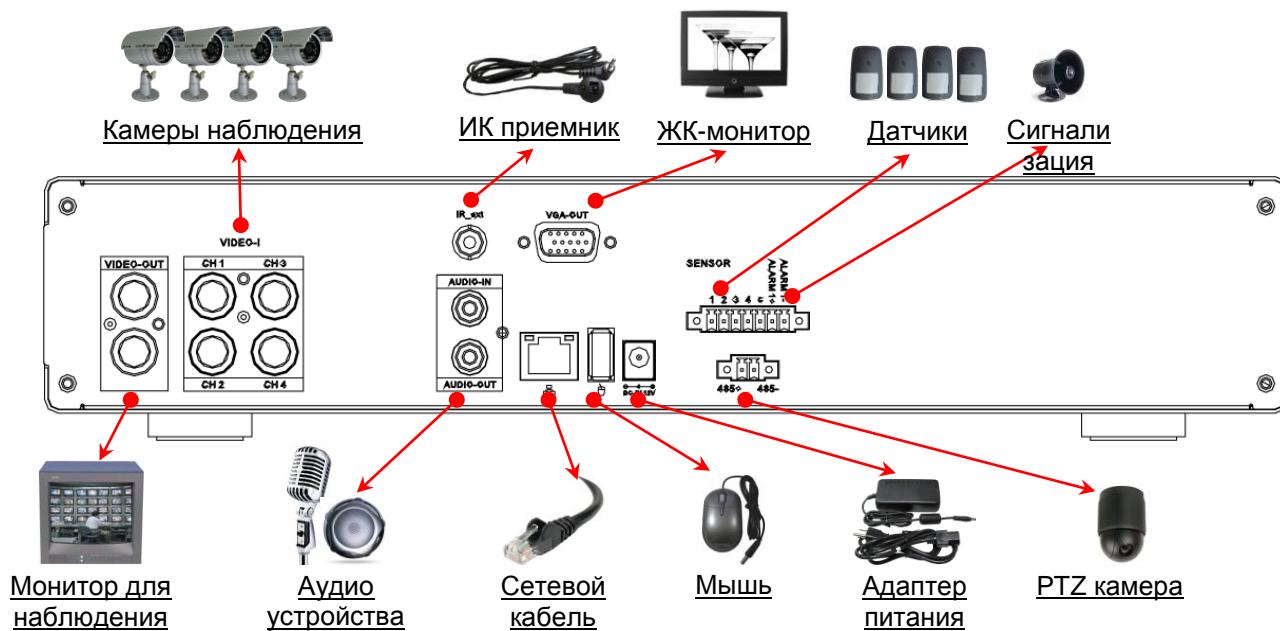 Камеры наблюдения
ИК приемник
ЖК-монитор
Датчики
Сигнали
зация
IR_ext
VGA-OUT
VIDEO-I
VIDEO-OUT
CH 1
CH 3
CH 2
CH 4
AUDIO-IN
AUDIO-OUT
SENSOR
1 2 3 4
ALARM 1+
ALARM 1-
485+
485-
Монитор для
наблюдения
Аудио
устройства
Сетевой
кабель
Мышь
Адаптер
питания
PTZ камера